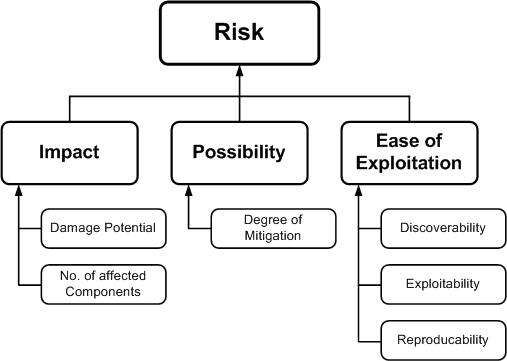 Risk
Impact
Possibility
Ease of
Exploitation
Damage Potential
Degree of
Mitigation
Discoverability
No. of affected
Components
Exploitability
Reproducability